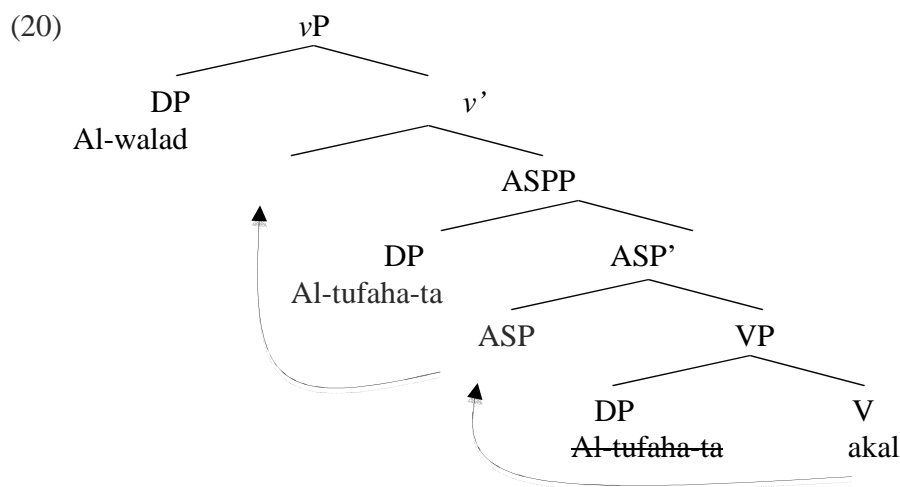 (20)
vP
DP
v’
Al-walad
ASPP
DP
ASP’
Al-tufaha-ta
ASP
VP
DP
V
Al-tufaha-ta
akal